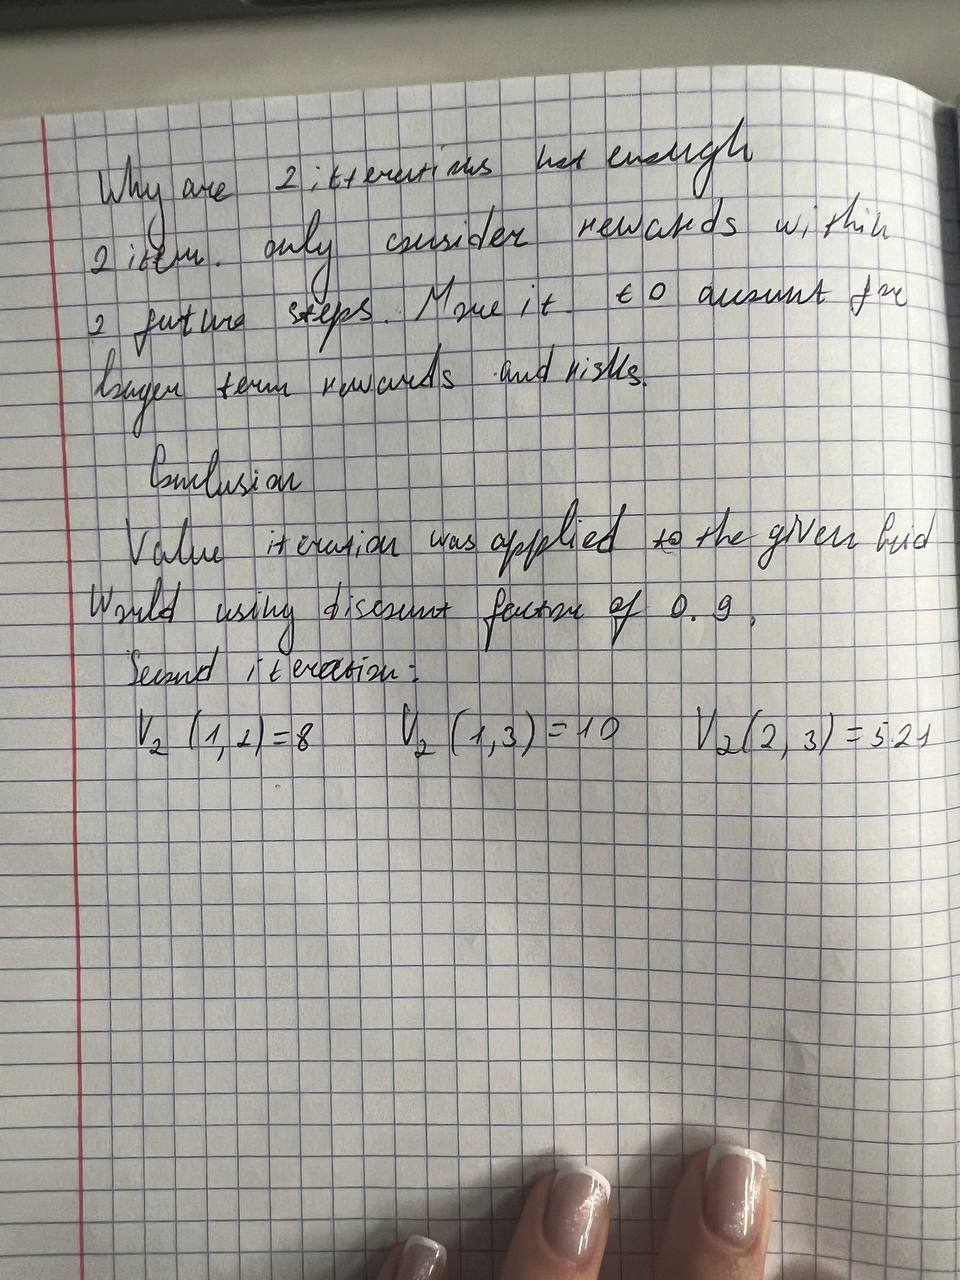 Why are 2 itterations not enough
2 item. only consider rewards within
2 future steps. More it. to account for
longer term rewards and risks.
Conclusion
Value iteration was applied to the given Grid
World using discount factor of 0.9.
Second iteration:
V₂ (1,2)=8 V₂ (1,3)=10 V₂(2,3)=5.21